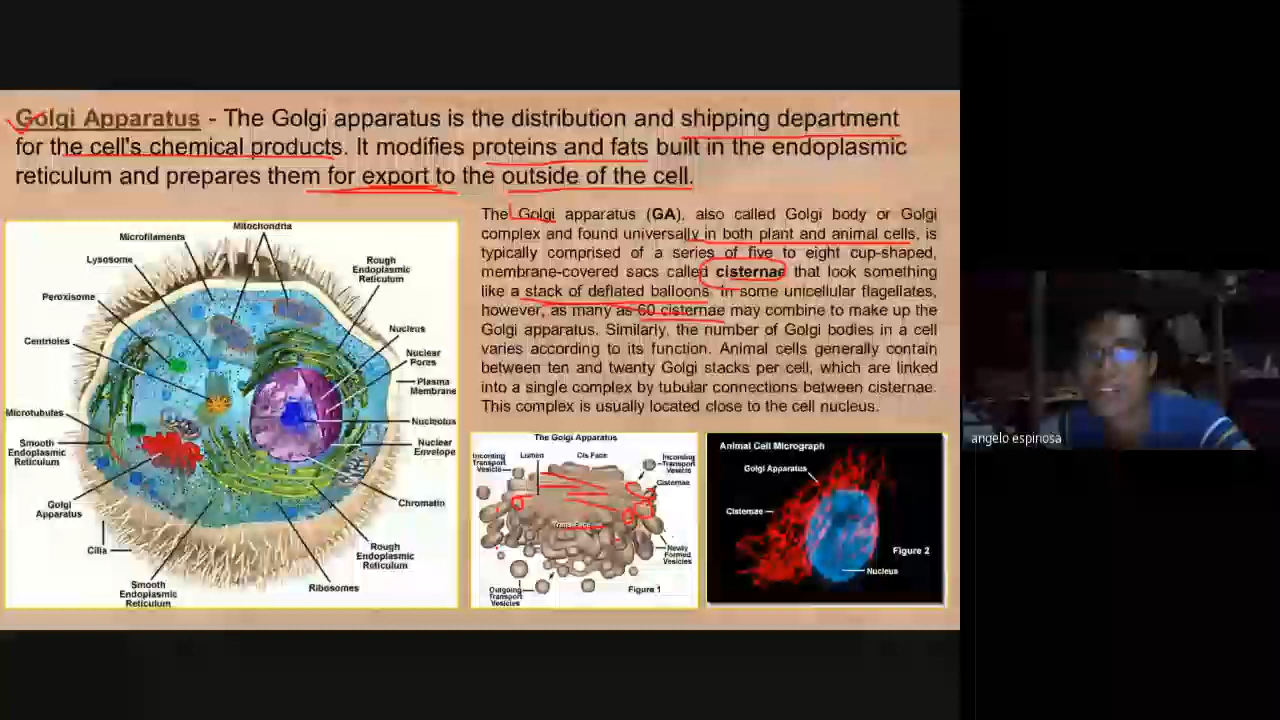 Golgi Apparatus - The Golgi apparatus is the distribution and shipping department
for the cell's chemical products. It modifies proteins and fats built in the endoplasmic
reticulum and prepares them for export to the outside of the cell.
The Golgi apparatus (GA), also called Golgi body or Golgi
complex and found universally in both plant and animal cells, is
typically comprised of a series of five to eight cup-shaped,
membrane-covered sacs called cisternae that look something
like a stack of deflated balloons. In some unicellular flagellates,
however, as many as 60 cisternae may combine to make up the
Golgi apparatus. Similarly, the number of Golgi bodies in a cell
varies according to its function. Animal cells generally contain
between ten and twenty Golgi stacks per cell, which are linked
into a single complex by tubular connections between cisternae.
This complex is usually located close to the cell nucleus.
Mitochondria
Microfilaments
Lysosome
Peroxisome
Centrioles
Microtubules
Smooth
Endoplasmic
Reticulum
Golgi
Apparatus
Cilia
Smooth
Endoplasmic
Reticulum
Ribosomes
Rough
Endoplasmic
Reticulum
Chromatin
Nuclear
Envelope
Nucleolus
Plasma
Membrane
Nuclear
Pores
Nucleus
Rough
Endoplasmic
Reticulum
The Golgi Apparatus
Incoming
Transport
Vesicle
Lumen
Cis Face
Incoming
Transport
Vesicle
Cisternae
Trans Face
Newly
Formed
Vesicles
Outgoing
Transport
Vesicles
Figure 1
Animal Cell Micrograph
Golgi Apparatus
Cisternae
Figure 2
Nucleus
angelo espinosa